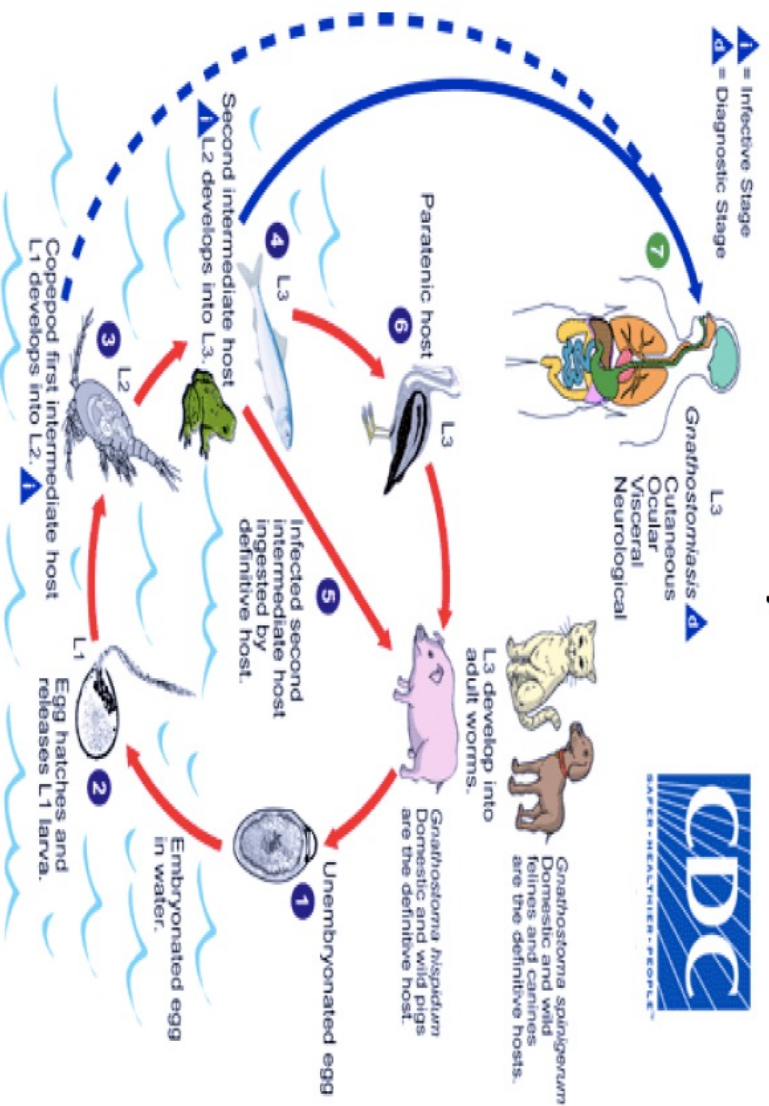 i = Infective Stage
d = Diagnostic Stage
7
L3
Gnathostomiasis d
Cutaneous
Ocular
Visceral
Neurological
CDC
SAFER•HEALTHIER•PEOPLE™
Gnathostoma spinigerum
Domestic and wild
felines and canines
are the definitive hosts.
L3 develop into
adult worms.
Gnathostoma hispidum
Domestic and wild pigs
are the definitive host.
Paratenic host
6
L3
5
Infected second
intermediate host
ingested by
definitive host.
4
L3
Second intermediate host
i L2 develops into L3.
1
Unembryonated egg
Embryonated egg
in water.
3
L2
Copepod first intermediate host
L1 develops into L2. i
L1
2
Egg hatches and
releases L1 larva.